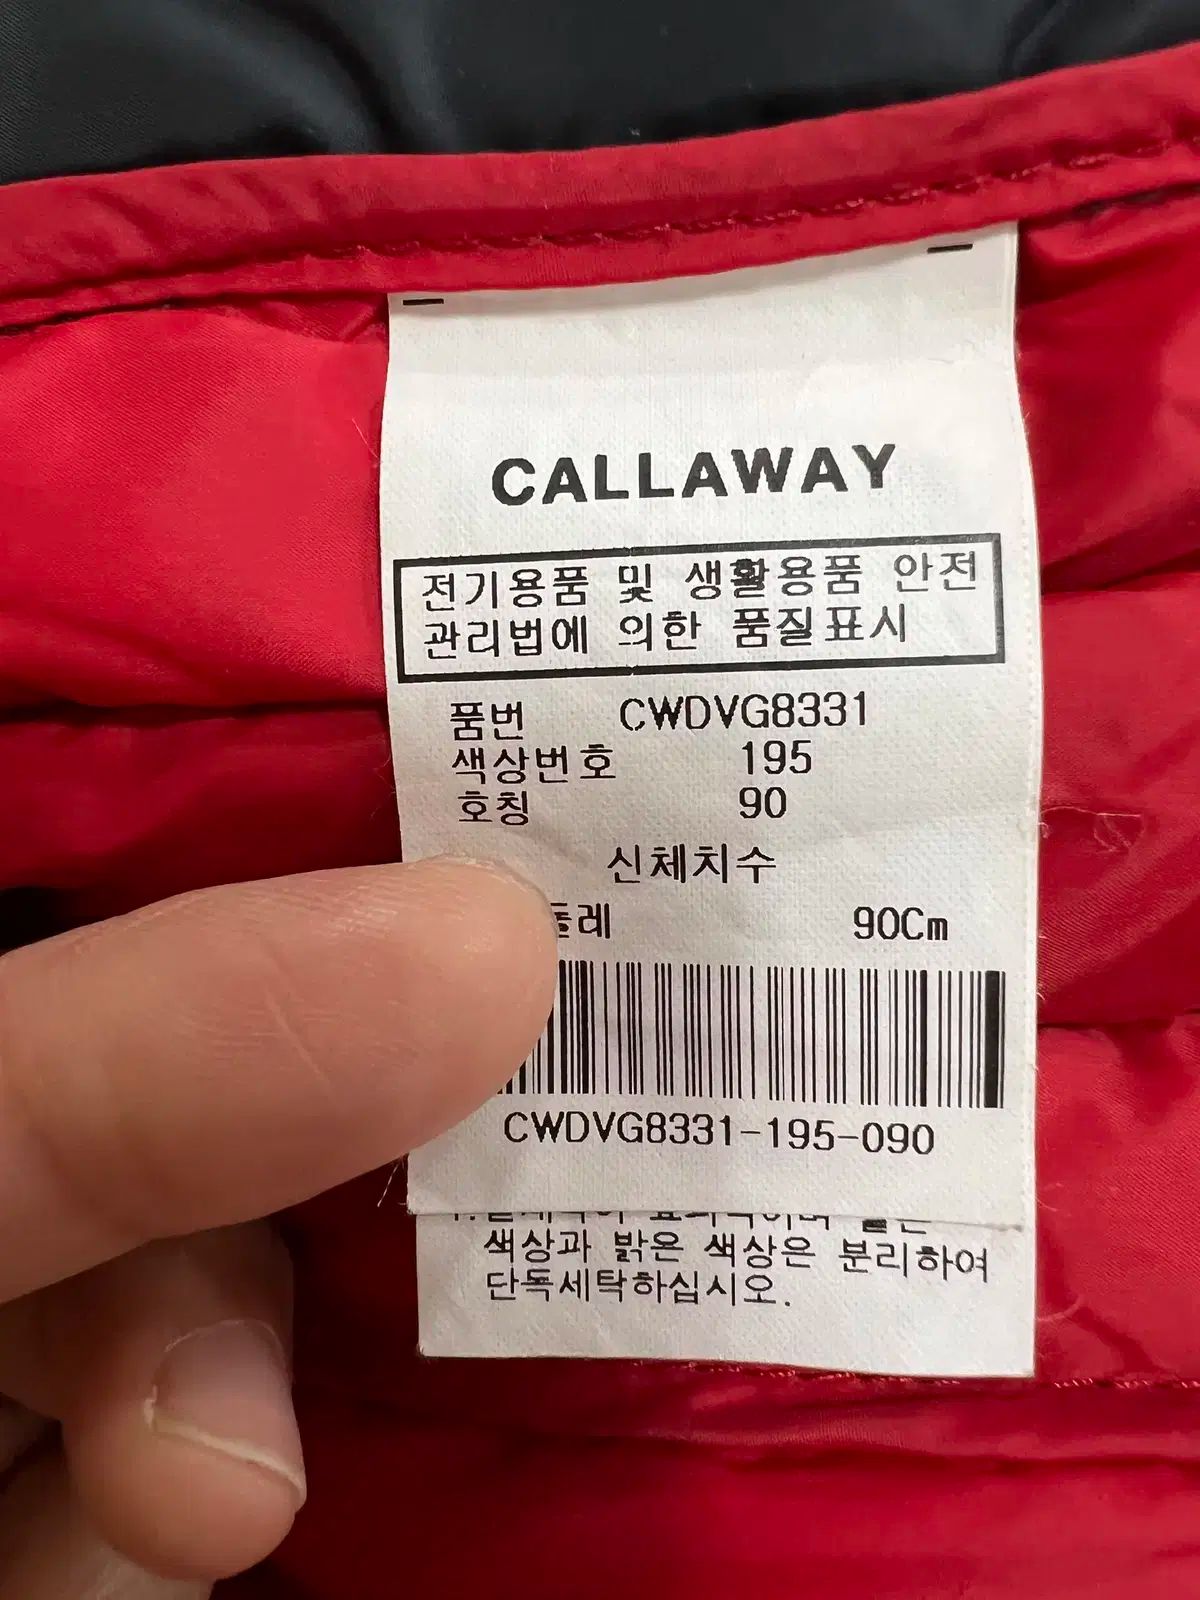 CALLAWAY
전기용품 및 생활용품 안전
관리법에 의한 품질표시
품번 CWDVG8331
색상번호 195
호칭 90
신체치수
둘레 90Cm
CWDVG8331-195-090
색상과 밝은 색상은 분리하여
단독세탁하십시오.